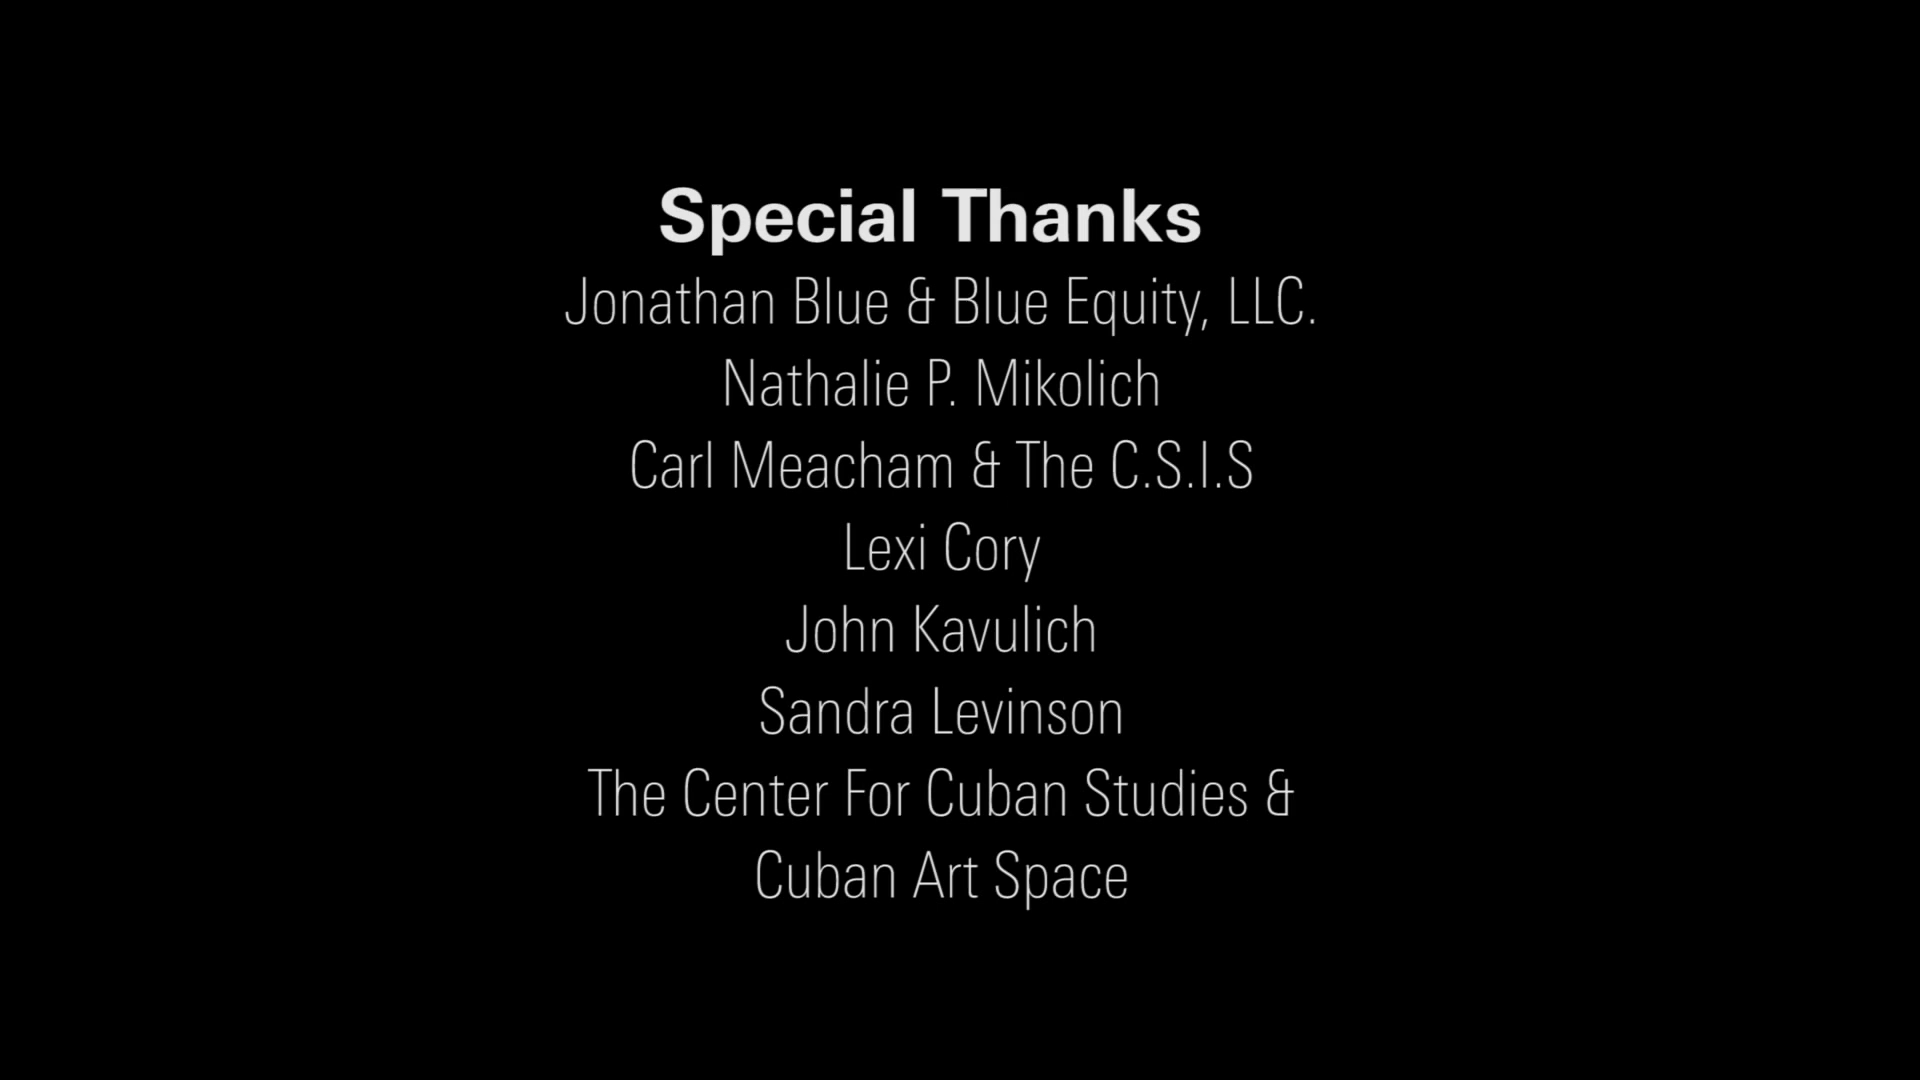 Special Thanks
Jonathan Blue & Blue Equity, LLC.
Nathalie P. Mikolich
Carl Meacham & The C.S.I.S
Lexi Cory
John Kavulich
Sandra Levinson
The Center For Cuban Studies &
Cuban Art Space